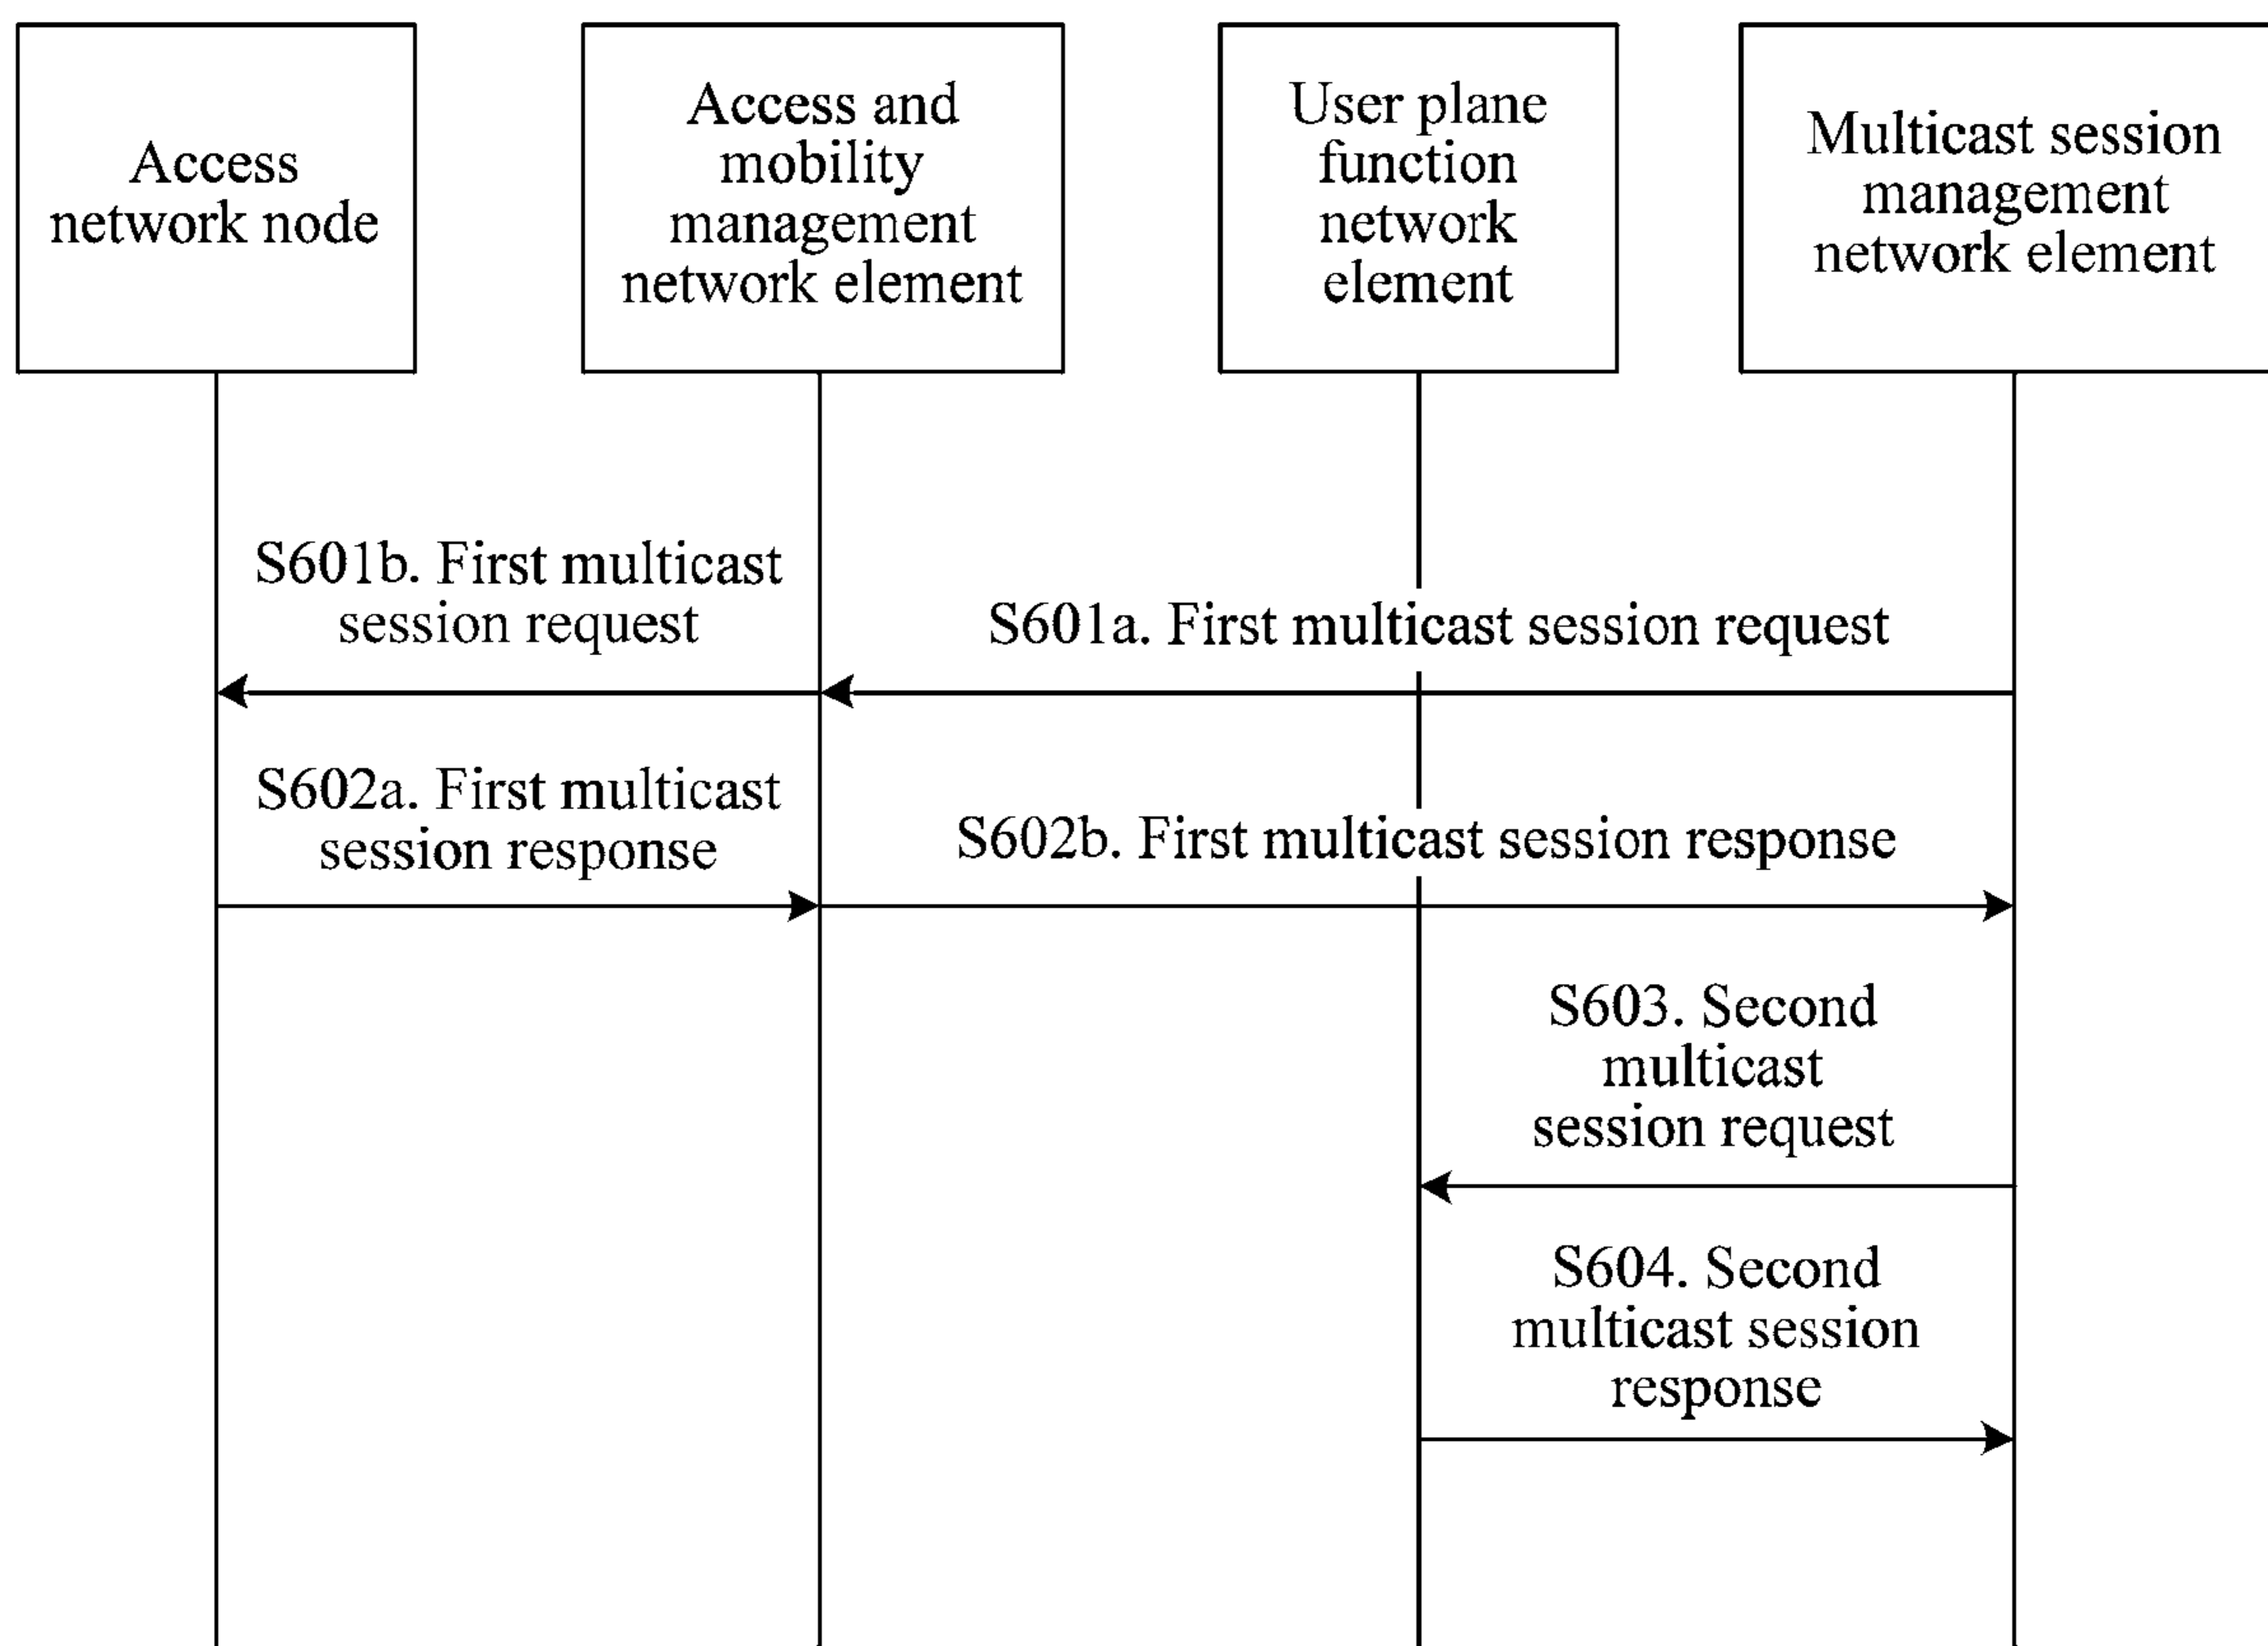 Access
network node
Access and
mobility
management
network element
User plane
function
network
element
Multicast session
management
network element
S601b. First multicast
session request
S601a. First multicast session request
S602a. First multicast
session response
S602b. First multicast session response
S603. Second
multicast
session request
S604. Second
multicast session
response